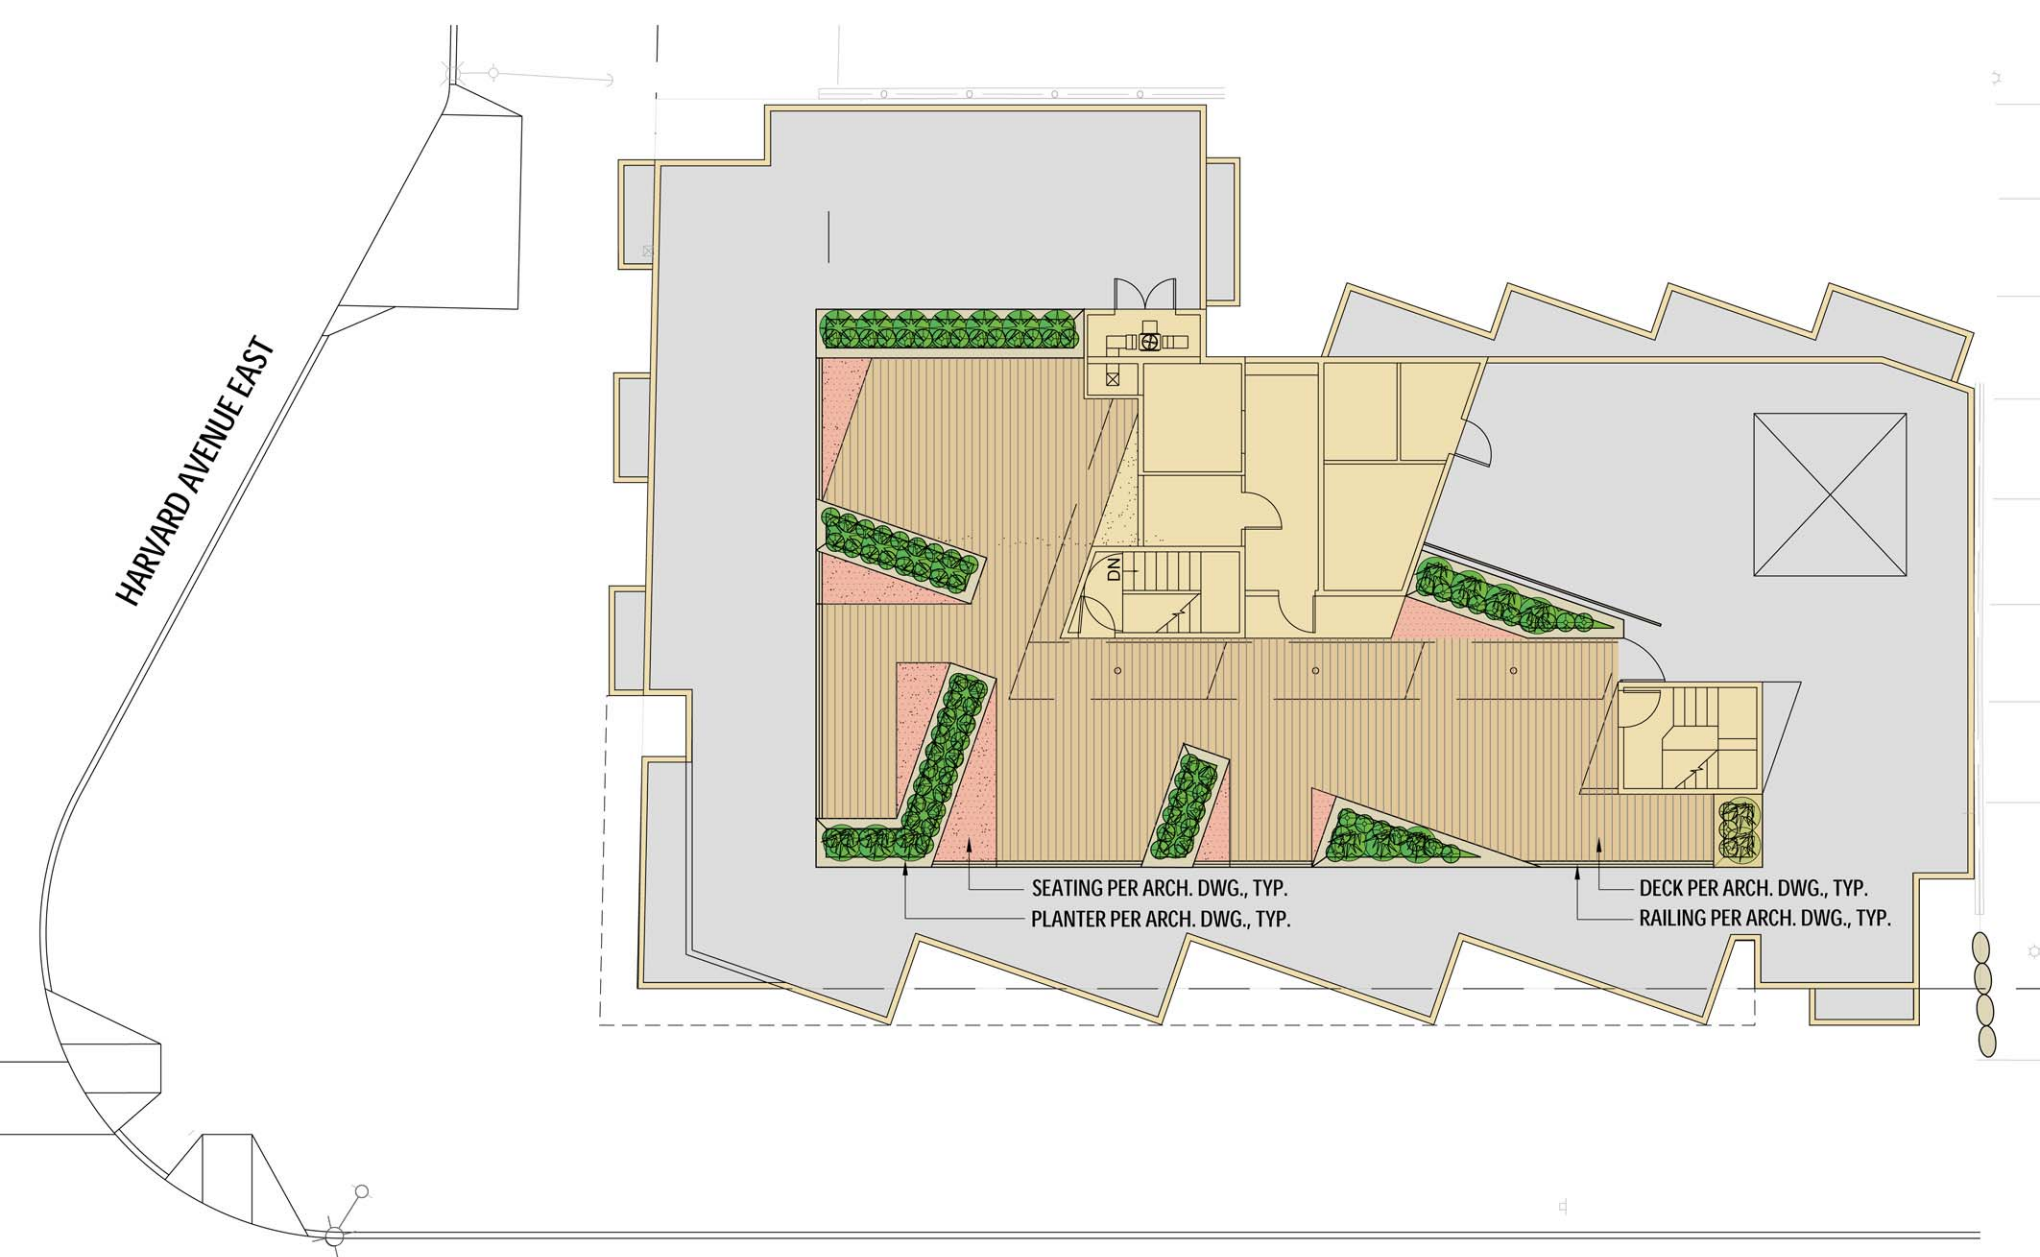 HARVARD AVENUE EAST
DN
SEATING PER ARCH. DWG., TYP.
PLANTER PER ARCH. DWG., TYP.
DECK PER ARCH. DWG., TYP.
RAILING PER ARCH. DWG., TYP.